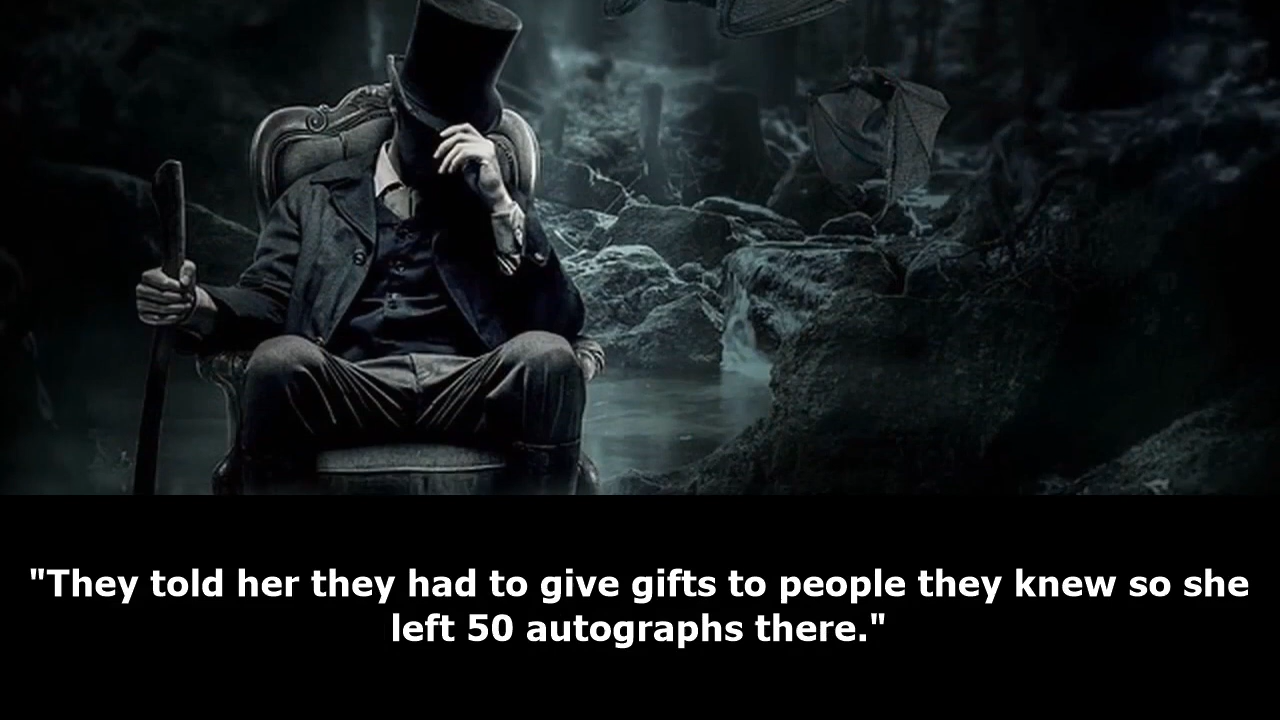 "They told her they had to give gifts to people they knew so she
left 50 autographs there."